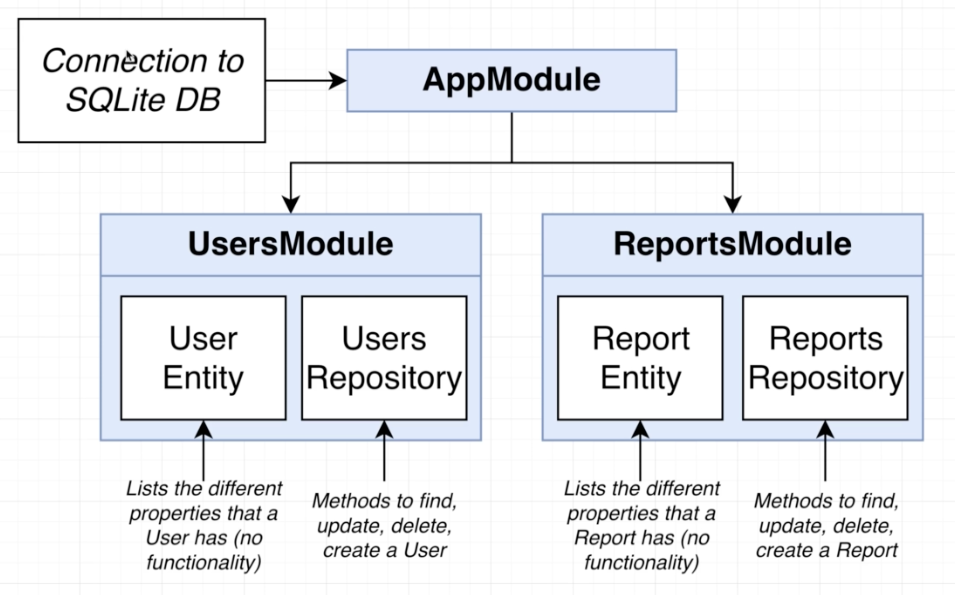 Connection to
SQLite DB
AppModule
UsersModule
ReportsModule
User
Entity
Users
Repository
Report
Entity
Reports
Repository
Lists the different
properties that a
User has (no
functionality)
Methods to find,
update, delete,
create a User
Lists the different
properties that a
Report has (no
functionality)
Methods to find,
update, delete,
create a Report